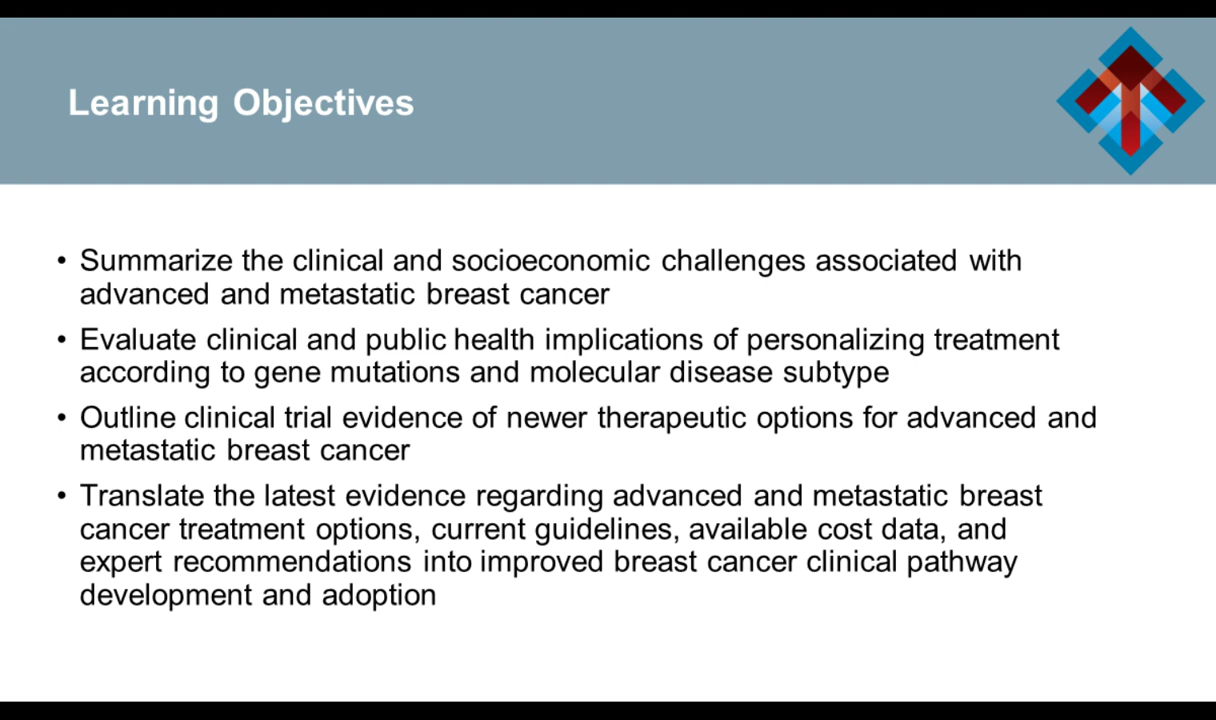 Learning Objectives
• Summarize the clinical and socioeconomic challenges associated with
advanced and metastatic breast cancer
• Evaluate clinical and public health implications of personalizing treatment
according to gene mutations and molecular disease subtype
• Outline clinical trial evidence of newer therapeutic options for advanced and
metastatic breast cancer
• Translate the latest evidence regarding advanced and metastatic breast
cancer treatment options, current guidelines, available cost data, and
expert recommendations into improved breast cancer clinical pathway
development and adoption